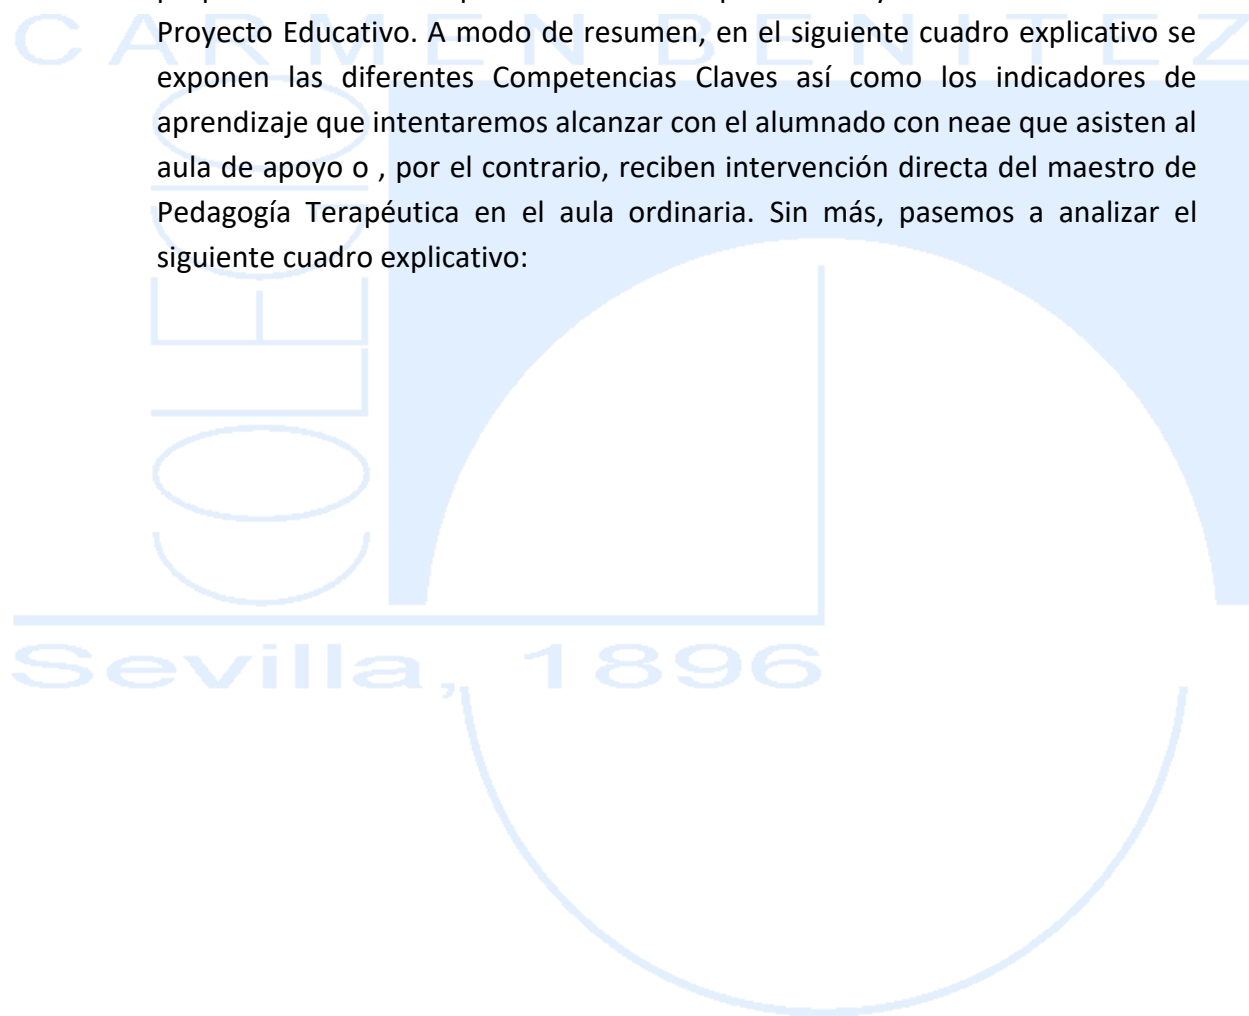 CARMEN BENITEZ
Proyecto Educativo. A modo de resumen, en el siguiente cuadro explicativo se
exponen las diferentes Competencias Claves así como los indicadores de
aprendizaje que intentaremos alcanzar con el alumnado con neae que asisten al
aula de apoyo o , por el contrario, reciben intervención directa del maestro de
Pedagogía Terapéutica en el aula ordinaria. Sin más, pasemos a analizar el
siguiente cuadro explicativo:
COLEGIO
Sevilla, 1896